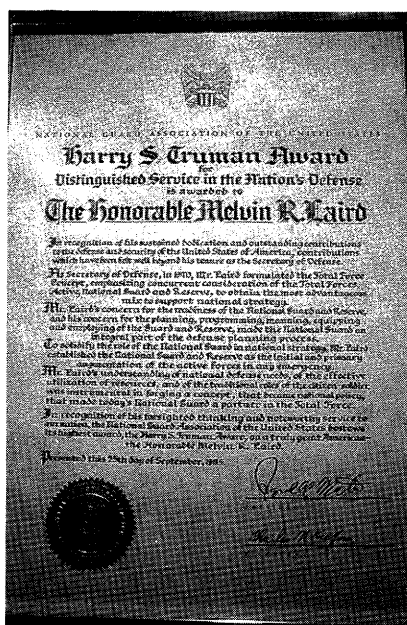 NATIONAL GUARD ASSOCIATION OF THE UNITED STATES
Harry S. Truman Award
for
Distinguished Service in the Nation's Defense
is awarded to
The Honorable Melvin R. Laird
In recognition of his sustained dedication and outstanding contributions
to the defense and security of the United States of America, contributions
which have been felt well beyond his tenure as the Secretary of Defense.
As Secretary of Defense, in 1970, Mr. Laird formulated the Total Force
Concept, emphasizing concurrent consideration of the Total Forces,
Active, National Guard and Reserve, to obtain the most advantageous
mix to support national strategy.
Mr. Laird's concern for the readiness of the National Guard and Reserve,
and his concern for the planning, programming, manning, equipping
and employing of the Guard and Reserve, made the National Guard an
integral part of the defense planning process.
To solidify the role of the National Guard in national strategy, Mr. Laird
established the National Guard and Reserve as the initial and primary
augmentation of the active forces in any emergency.
Mr. Laird's understanding of national defense needs, of the effective
utilization of resources, and of the traditional roles of the citizen-soldier
was instrumental in forging a concept, that became national policy,
that made today's National Guard a partner in the Total Force.
In recognition of his farsighted thinking and noteworthy service to
our nation, the National Guard Association of the United States bestows
its highest award, the Harry S. Truman Award, on a truly great American—
the Honorable Melvin R. Laird.
Presented this 25th day of September, 1985